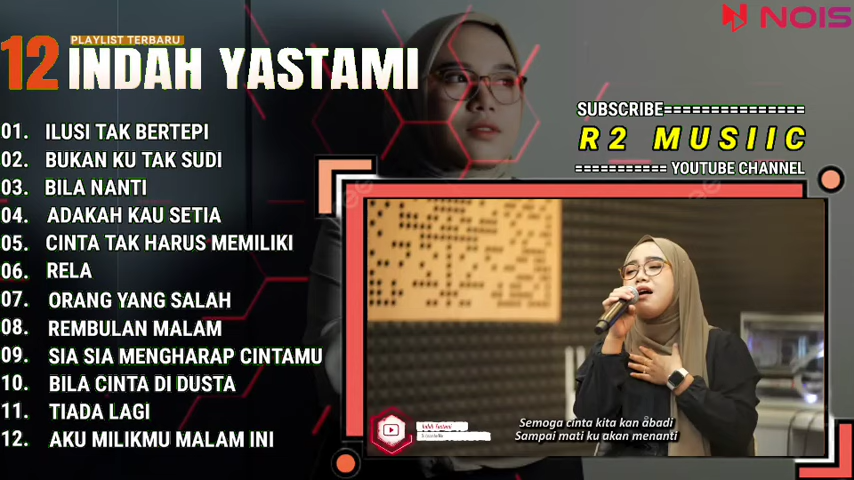 NOIS
PLAYLIST TERBARU
12 INDAH YASTAMI
01. ILUSI TAK BERTEPI
02. BUKAN KU TAK SUDI
03. BILA NANTI
04. ADAKAH KAU SETIA
05. CINTA TAK HARUS MEMILIKI
06. RELA
07. ORANG YANG SALAH
08. REMBULAN MALAM
09. SIA SIA MENGHARAP CINTAMU
10. BILA CINTA DI DUSTA
11. TIADA LAGI
12. AKU MILIKMU MALAM INI
SUBSCRIBE===============
R2 MUSIIC
=========== YOUTUBE CHANNEL
Semoga cinta kita kan abadi
Sampai mati ku akan menanti